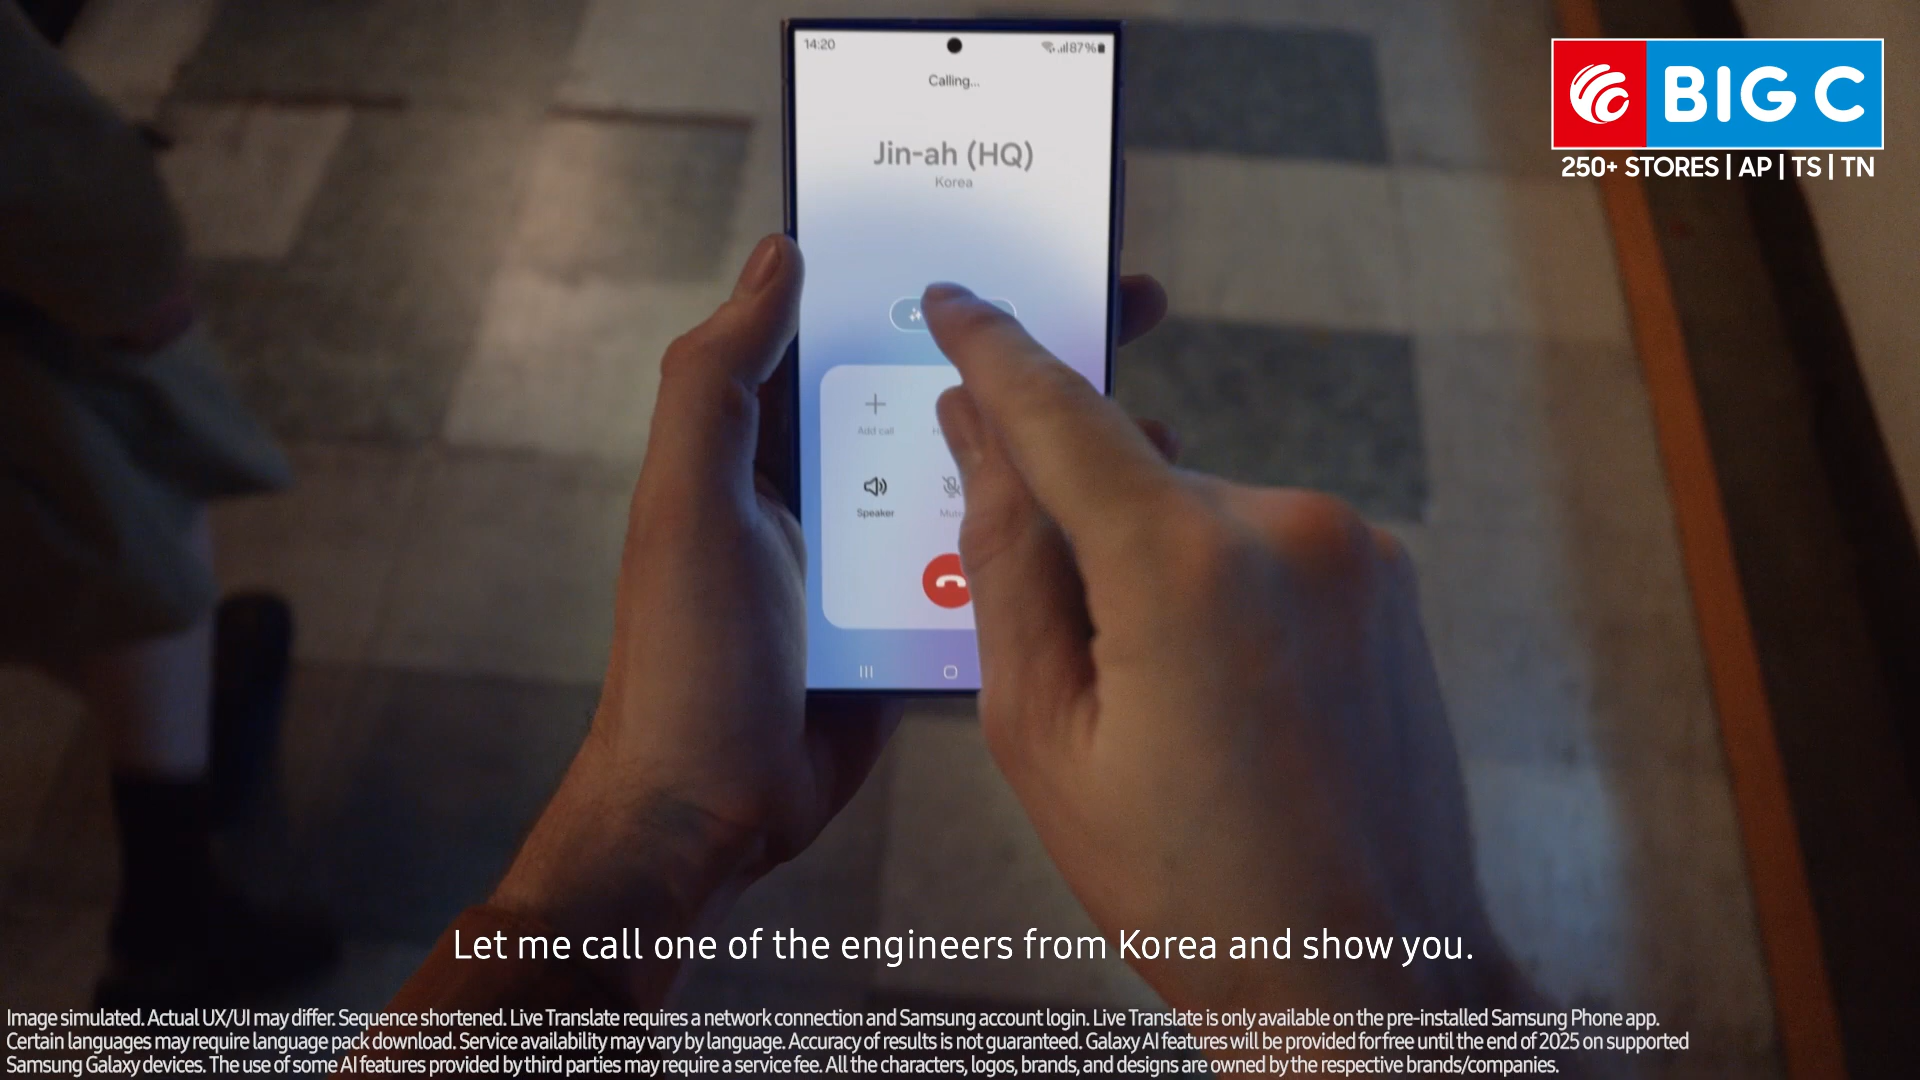 14:20
87%
Calling...
Jin-ah (HQ)
Korea
Add call
Speaker
Mute
BIG C
250+ STORES | AP | TS | TN
Let me call one of the engineers from Korea and show you.
Image simulated. Actual UX/UI may differ. Sequence shortened. Live Translate requires a network connection and Samsung account login. Live Translate is only available on the pre-installed Samsung Phone app.
Certain languages may require language pack download. Service availability may vary by language. Accuracy of results is not guaranteed. Galaxy AI features will be provided for free until the end of 2025 on supported
Samsung Galaxy devices. The use of some AI features provided by third parties may require a service fee. All the characters, logos, brands, and designs are owned by the respective brands/companies.